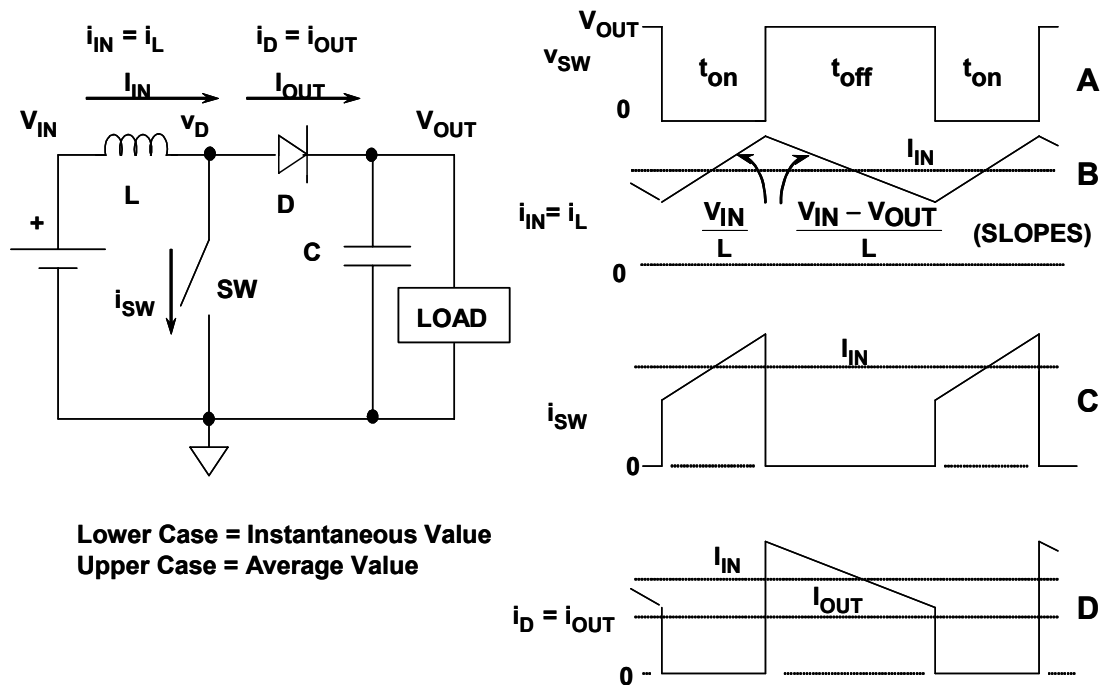 i_IN = i_L
i_D = i_OUT
I_IN
I_OUT
V_IN
v_D
V_OUT
L
D
+
C
i_SW
SW
LOAD
Lower Case = Instantaneous Value
Upper Case = Average Value
V_OUT
v_SW
t_on
t_off
t_on
A
0
I_IN
B
i_IN = i_L
V_IN
L
V_IN – V_OUT
L
(SLOPES)
0
I_IN
C
i_SW
0
I_IN
I_OUT
D
i_D = i_OUT
0